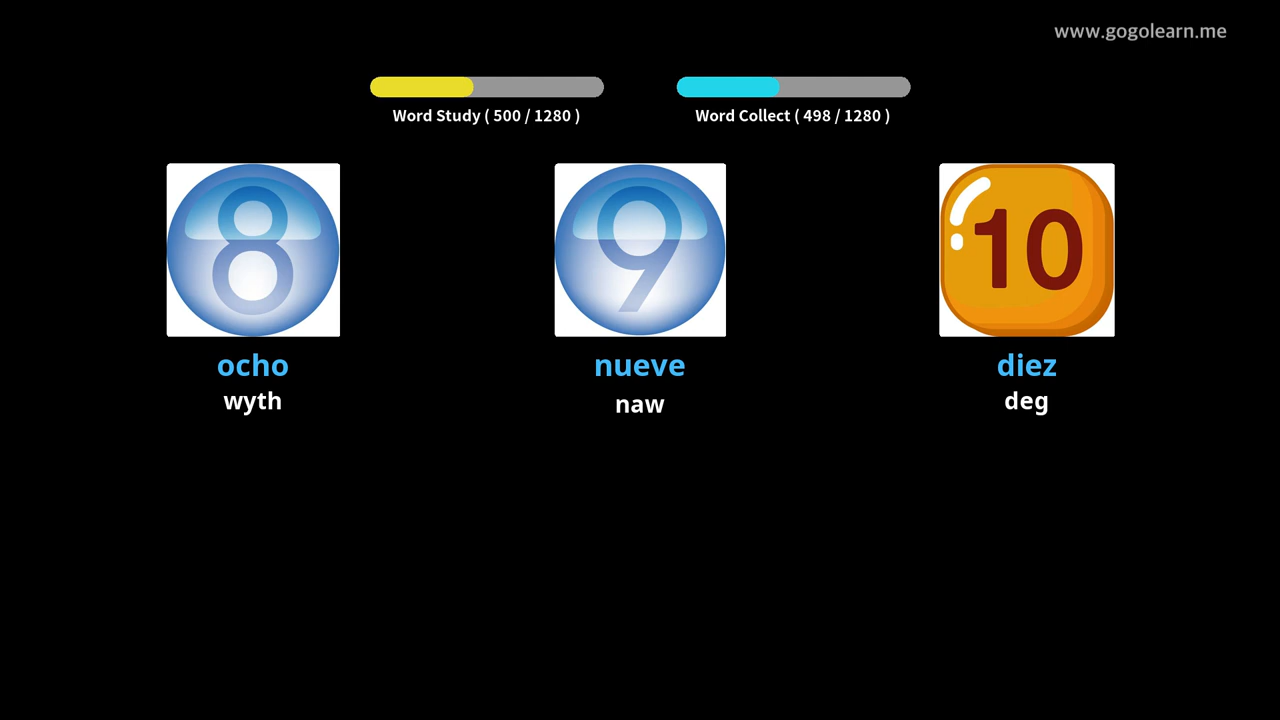 www.gogolearn.me
Word Study ( 500 / 1280 )
Word Collect ( 498 / 1280 )
8
9
10
ocho
nueve
diez
wyth
naw
deg